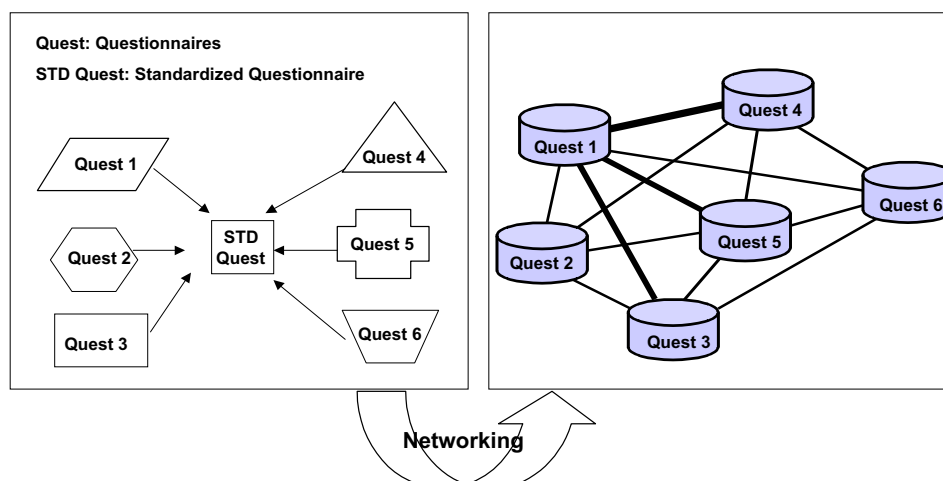 Quest: Questionnaires
STD Quest: Standardized Questionnaire
Quest 1
Quest 4
STD
Quest
Quest 2
Quest 5
Quest 3
Quest 6
Quest 4
Quest 1
Quest 6
Quest 5
Quest 2
Quest 3
Networking